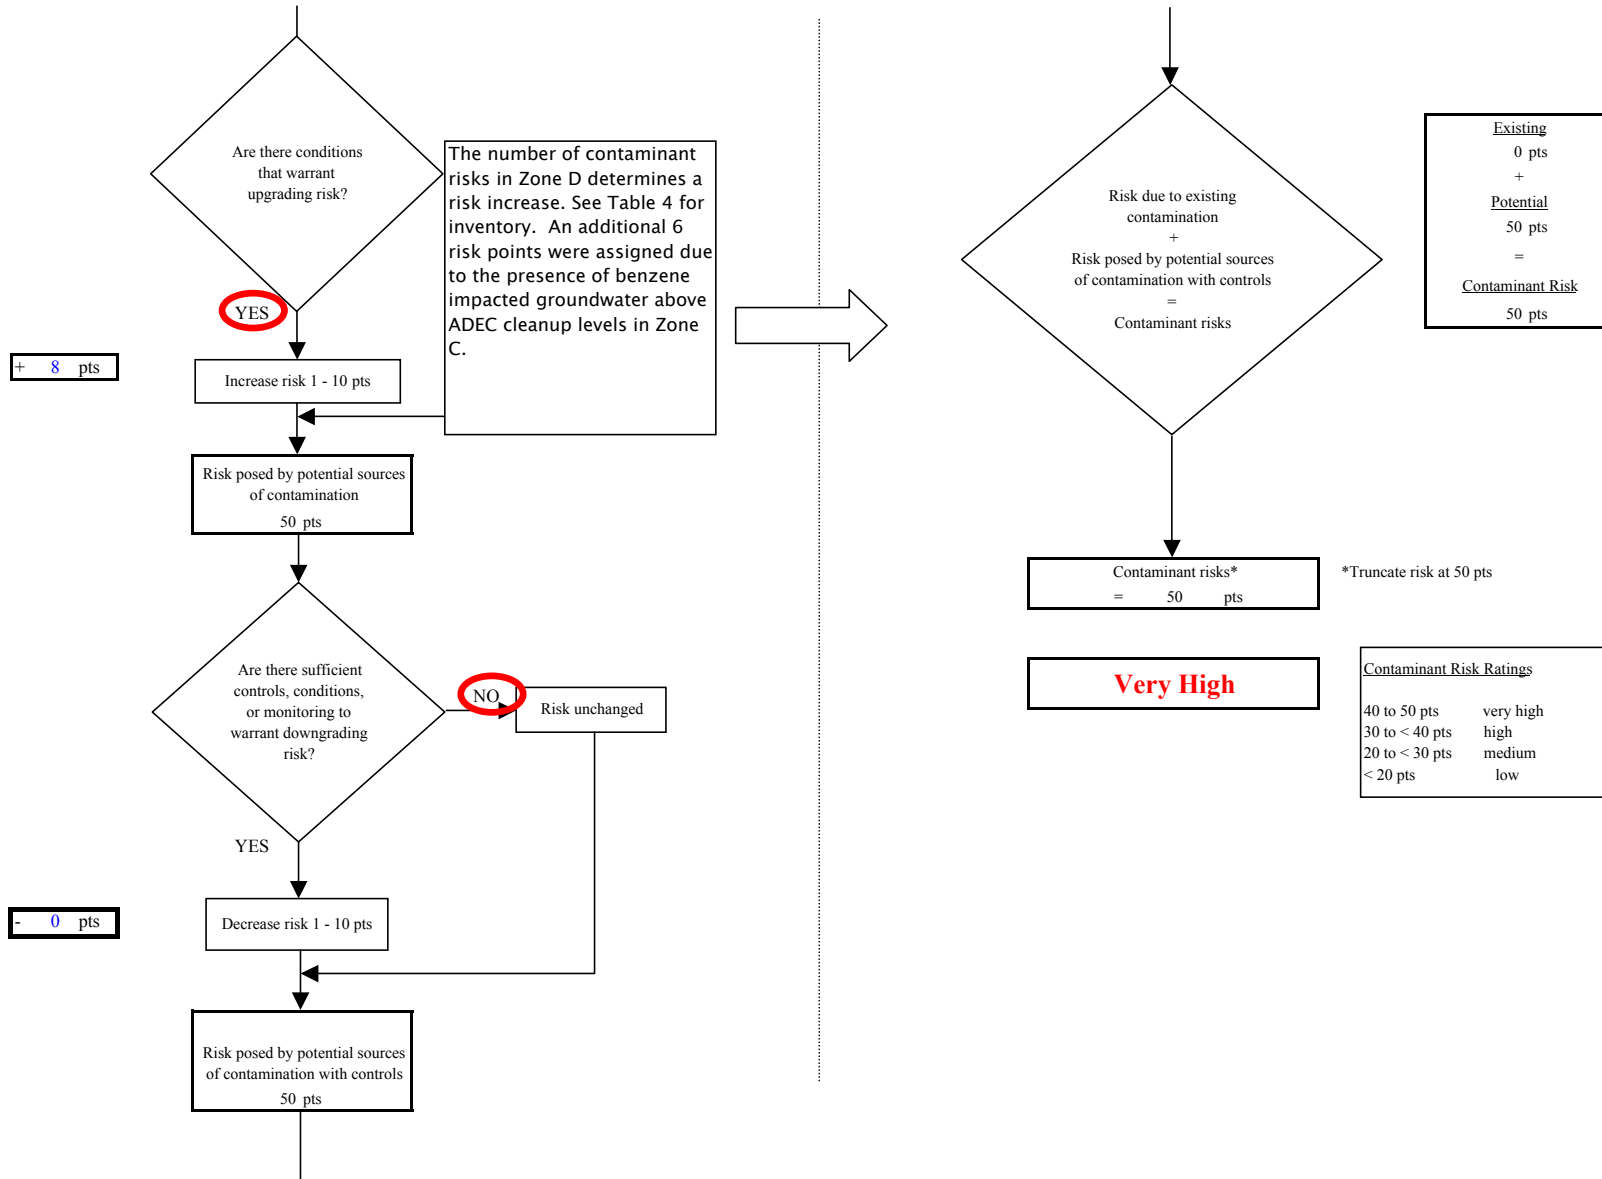 Are there conditions
that warrant
upgrading risk?
The number of contaminant
risks in Zone D determines a
risk increase. See Table 4 for
inventory.  An additional 6
risk points were assigned due
to the presence of benzene
impacted groundwater above
ADEC cleanup levels in Zone
C.
YES
+ 8 pts
Increase risk 1 - 10 pts
Risk posed by potential sources
of contamination
50 pts
Are there sufficient
controls, conditions,
or monitoring to
warrant downgrading
risk?
NO
Risk unchanged
YES
- 0 pts
Decrease risk 1 - 10 pts
Risk posed by potential sources
of contamination with controls
50 pts
Risk due to existing
contamination
+
Risk posed by potential sources
of contamination with controls
=
Contaminant risks
Existing
0 pts
+
Potential
50 pts
=
Contaminant Risk
50 pts
Contaminant risks*
= 50 pts
*Truncate risk at 50 pts
Very High
Contaminant Risk Ratings
40 to 50 pts very high
30 to < 40 pts high
20 to < 30 pts medium
< 20 pts low